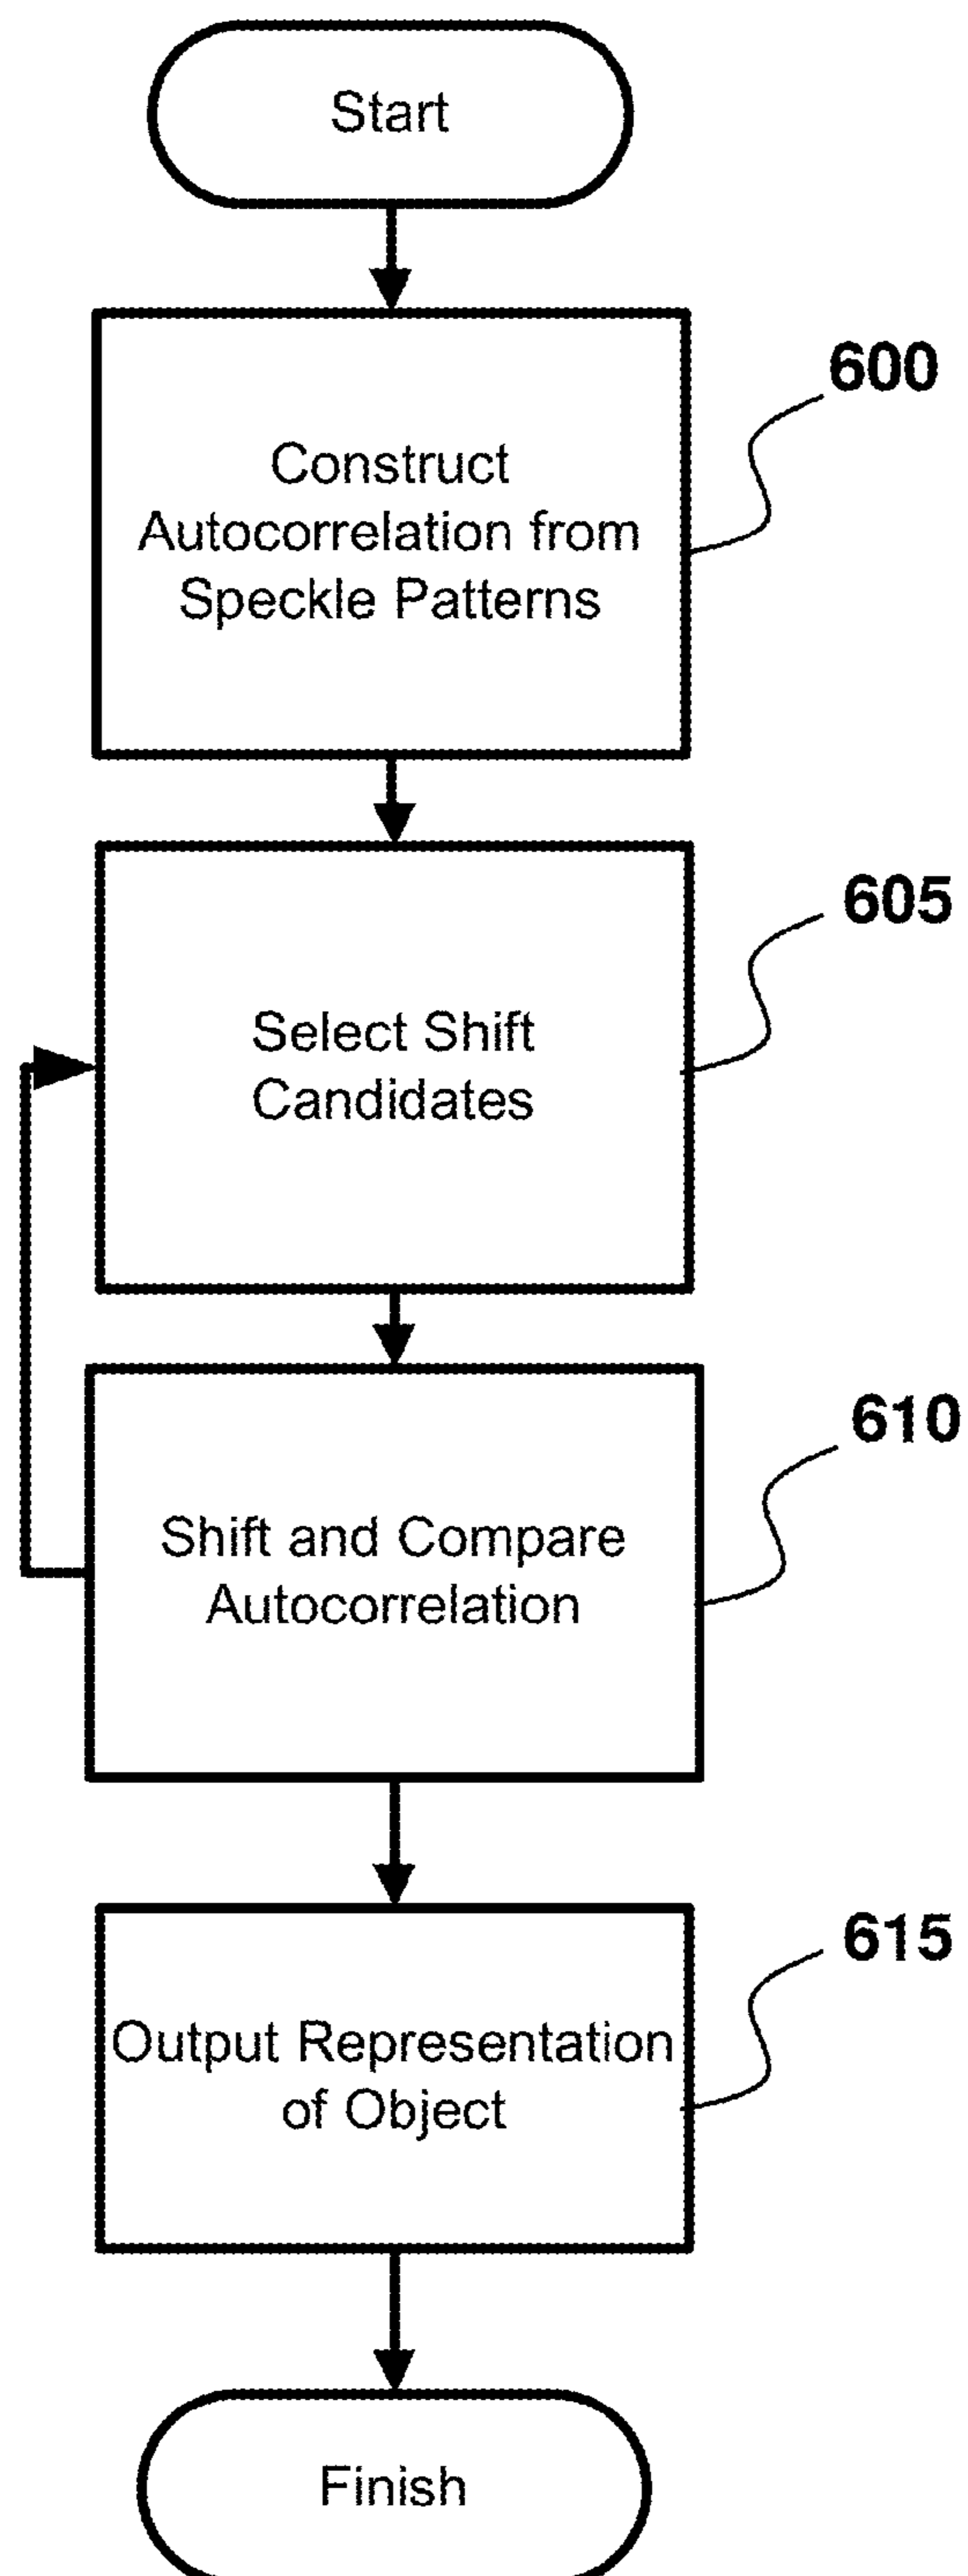 Start
600
Construct
Autocorrelation from
Speckle Patterns
605
Select Shift
Candidates
610
Shift and Compare
Autocorrelation
615
Output Representation
of Object
Finish